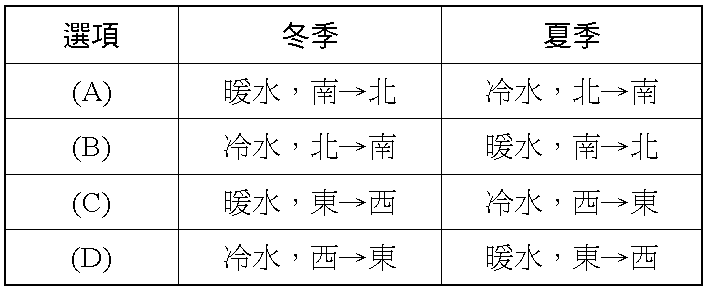 選項 冬季 夏季
(A) 暖水,南→北 冷水,北→南
(B) 冷水,北→南 暖水,南→北
(C) 暖水,東→西 冷水,西→東
(D) 冷水,西→東 暖水,東→西